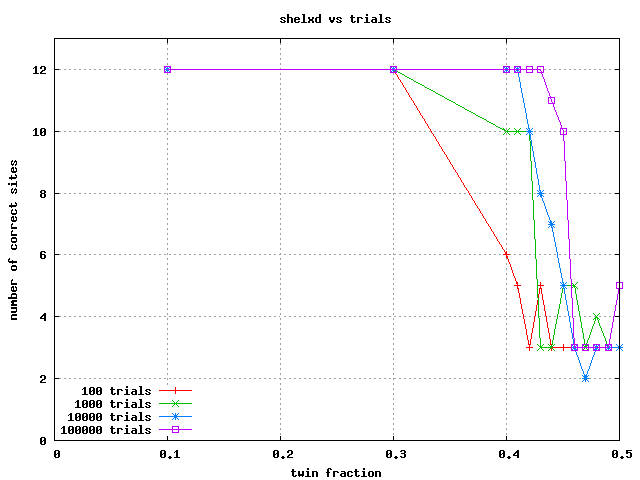 shelxd vs trials
number of correct sites
12
10
8
6
4
2
0
100 trials
1000 trials
10000 trials
100000 trials
0 0.1 0.2 0.3 0.4 0.5
twin fraction